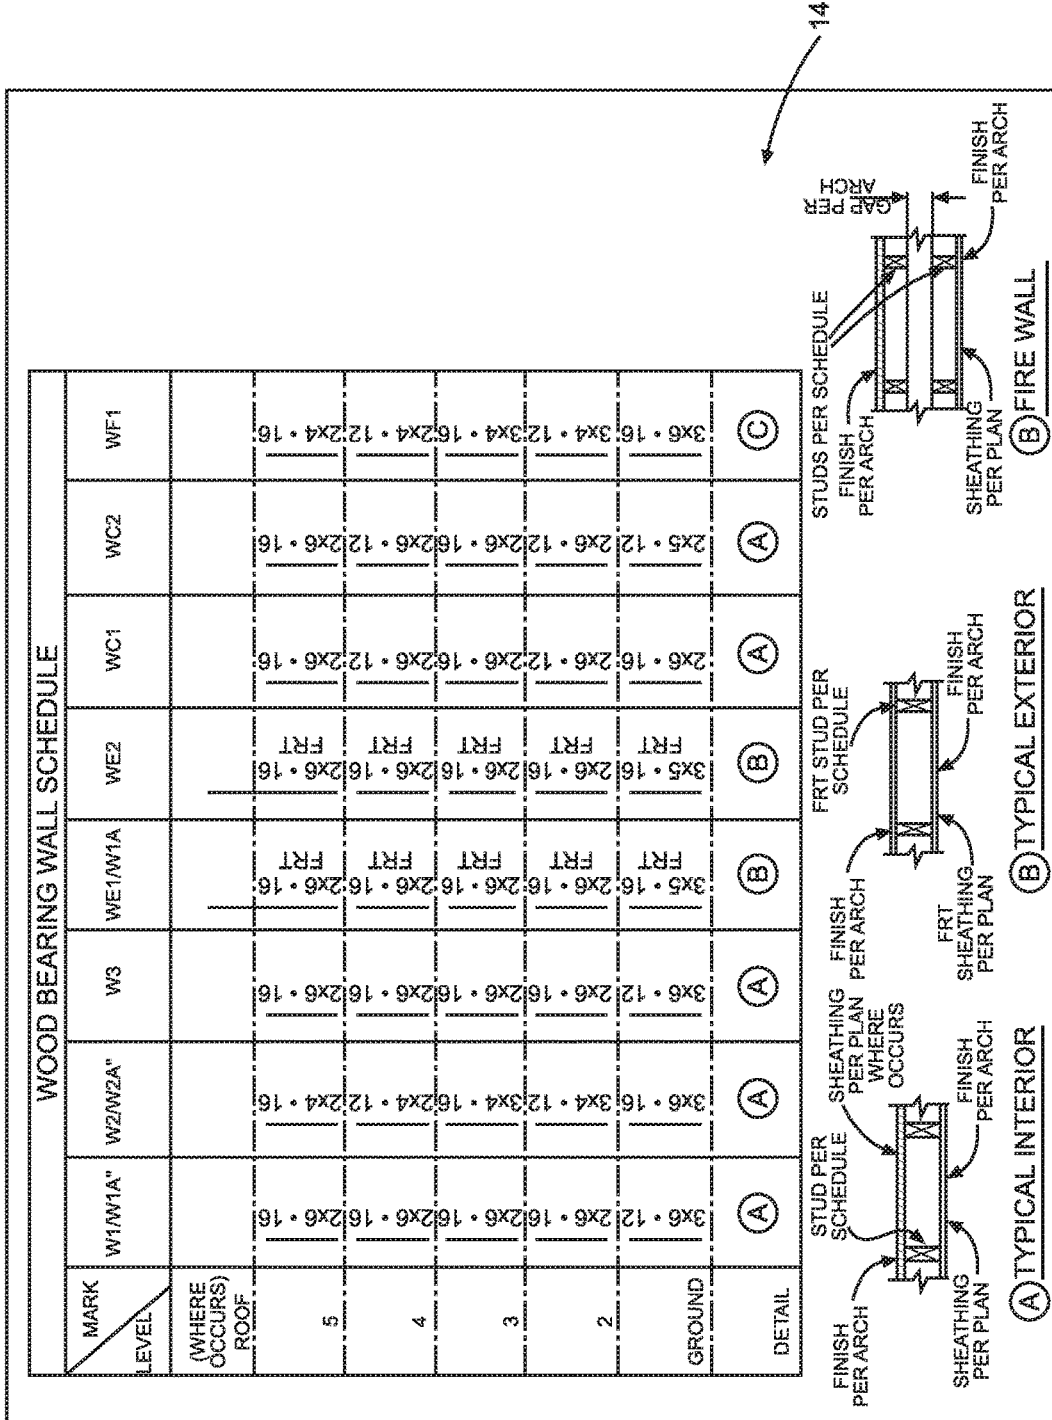 14
WOOD BEARING WALL SCHEDULE
MARK W1/W1A" W2/W2A" W3 WE1/W1A WE2 WC1 WC2 WF1
LEVEL
(WHERE
OCCURS)
ROOF
2x6 • 16 2x4 • 16 2x6 • 16 2x6 • 16 FRT 2x6 • 16 FRT 2x6 • 16 2x6 • 16 2x4 • 16
5
2x6 • 16 2x4 • 12 2x6 • 16 2x6 • 16 FRT 2x6 • 16 FRT 2x6 • 12 2x6 • 12 2x4 • 12
4
2x6 • 16 3x4 • 16 2x6 • 16 2x6 • 16 FRT 2x6 • 16 FRT 2x6 • 16 2x6 • 16 3x4 • 16
3
2x6 • 16 3x4 • 12 2x6 • 16 2x6 • 16 FRT 2x6 • 16 FRT 2x6 • 12 2x6 • 12 3x4 • 12
2
3x6 • 12 3x6 • 16 3x6 • 12 3x5 • 16 FRT 3x5 • 16 FRT 2x6 • 16 2x5 • 12 3x6 • 16
GROUND
DETAIL A A A B B A A C
FINISH
PER ARCH
STUD PER
SCHEDULE
SHEATHING
PER PLAN
WHERE
OCCURS
SHEATHING
PER PLAN
FINISH
PER ARCH
A TYPICAL INTERIOR
FINISH
PER ARCH
FRT STUD PER
SCHEDULE
FRT
SHEATHING
PER PLAN
FINISH
PER ARCH
B TYPICAL EXTERIOR
STUDS PER SCHEDULE
FINISH
PER ARCH
GAP PER
ARCH
SHEATHING
PER PLAN
FINISH
PER ARCH
B FIRE WALL